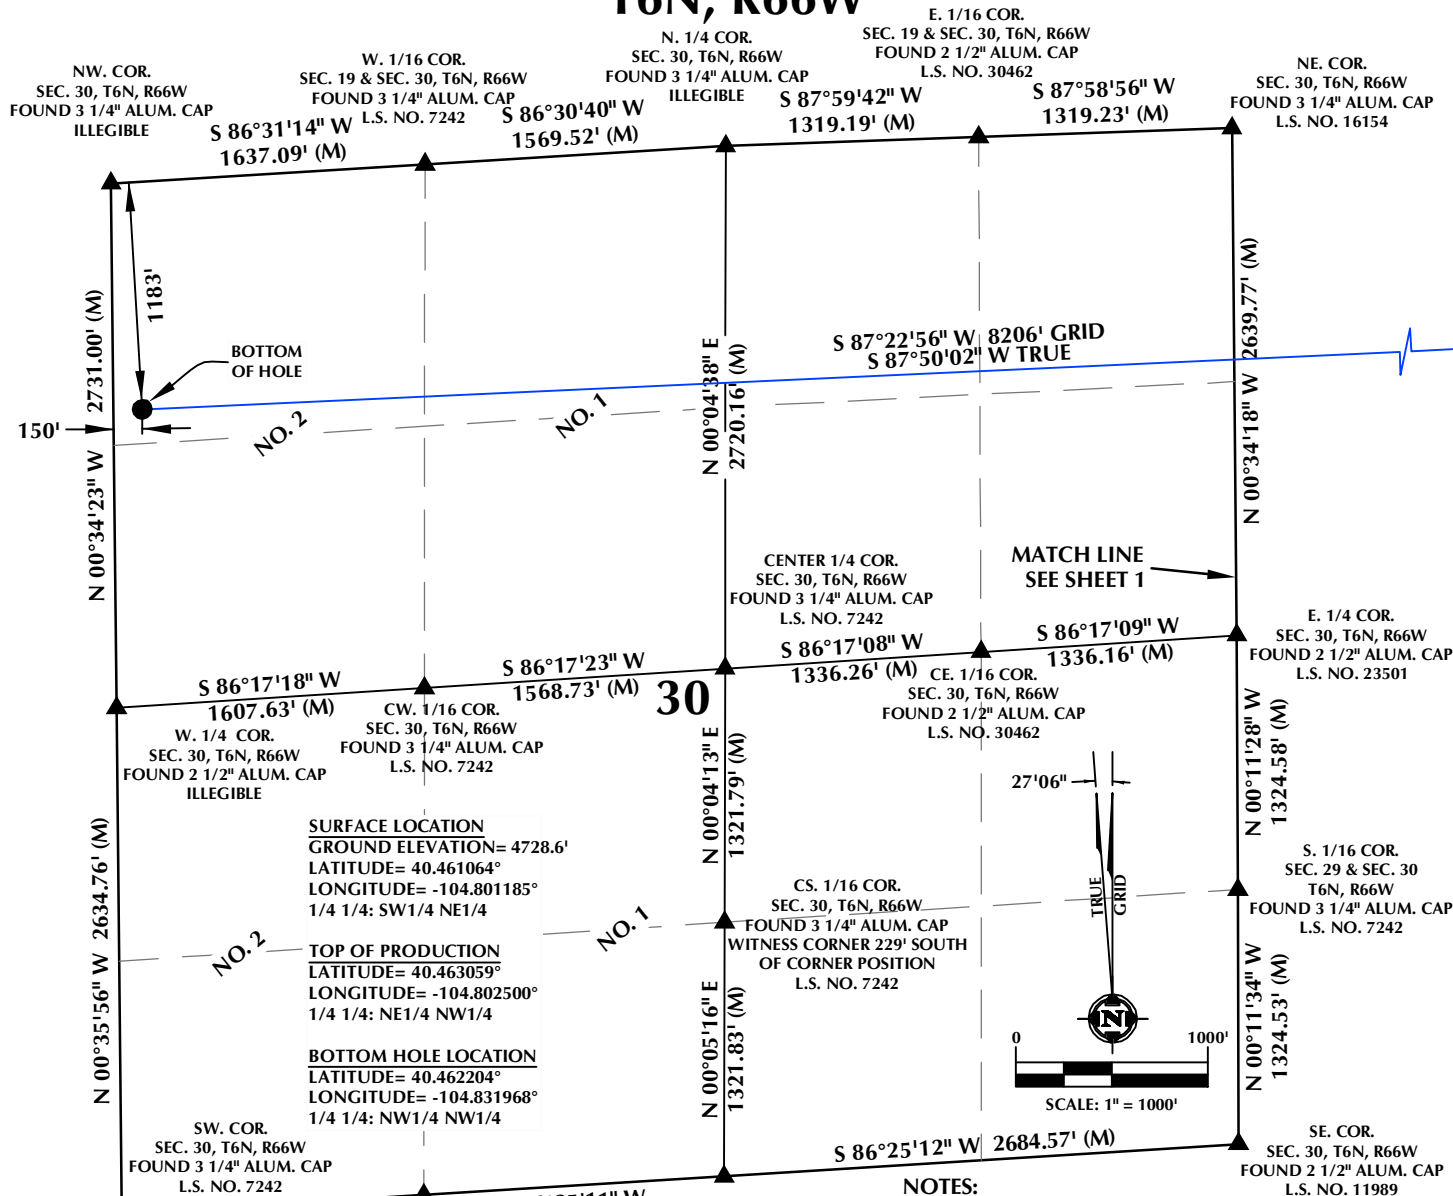 T6N, R66W
NW. COR.
SEC. 30, T6N, R66W
FOUND 3 1/4" ALUM. CAP
ILLEGIBLE
W. 1/16 COR.
SEC. 19 & SEC. 30, T6N, R66W
FOUND 3 1/4" ALUM. CAP
L.S. NO. 7242
N. 1/4 COR.
SEC. 30, T6N, R66W
FOUND 3 1/4" ALUM. CAP
ILLEGIBLE
E. 1/16 COR.
SEC. 19 & SEC. 30, T6N, R66W
FOUND 2 1/2" ALUM. CAP
L.S. NO. 30462
NE. COR.
SEC. 30, T6N, R66W
FOUND 3 1/4" ALUM. CAP
L.S. NO. 16154
S 86°31'14" W
1637.09' (M)
S 86°30'40" W
1569.52' (M)
S 87°59'42" W
1319.19' (M)
S 87°58'56" W
1319.23' (M)
1183'
BOTTOM
OF HOLE
150'
N 00°34'23" W 2731.00' (M)
NO. 2
NO. 1
N 00°04'38" E
2720.16' (M)
S 87°22'56" W 8206' GRID
S 87°50'02" W TRUE
N 00°34'18" W 2639.77' (M)
MATCH LINE
SEE SHEET 1
CENTER 1/4 COR.
SEC. 30, T6N, R66W
FOUND 3 1/4" ALUM. CAP
L.S. NO. 7242
E. 1/4 COR.
SEC. 30, T6N, R66W
FOUND 2 1/2" ALUM. CAP
L.S. NO. 23501
S 86°17'18" W
1607.63' (M)
S 86°17'23" W
1568.73' (M)
S 86°17'08" W
1336.26' (M)
S 86°17'09" W
1336.16' (M)
30
W. 1/4 COR.
SEC. 30, T6N, R66W
FOUND 2 1/2" ALUM. CAP
ILLEGIBLE
CW. 1/16 COR.
SEC. 30, T6N, R66W
FOUND 3 1/4" ALUM. CAP
L.S. NO. 7242
CE. 1/16 COR.
SEC. 30, T6N, R66W
FOUND 2 1/2" ALUM. CAP
L.S. NO. 30462
N 00°04'13" E
1321.79' (M)
N 00°11'28" W
1324.58' (M)
27'06"
TRUE
GRID
N
0 1000'
SCALE: 1" = 1000'
N 00°35'56" W 2634.76' (M)
SURFACE LOCATION
GROUND ELEVATION= 4728.6'
LATITUDE= 40.461064°
LONGITUDE= -104.801185°
1/4 1/4: SW1/4 NE1/4
TOP OF PRODUCTION
LATITUDE= 40.463059°
LONGITUDE= -104.802500°
1/4 1/4: NE1/4 NW1/4
BOTTOM HOLE LOCATION
LATITUDE= 40.462204°
LONGITUDE= -104.831968°
1/4 1/4: NW1/4 NW1/4
NO. 2
NO. 1
CS. 1/16 COR.
SEC. 30, T6N, R66W
FOUND 3 1/4" ALUM. CAP
WITNESS CORNER 229' SOUTH
OF CORNER POSITION
L.S. NO. 7242
S. 1/16 COR.
SEC. 29 & SEC. 30
T6N, R66W
FOUND 3 1/4" ALUM. CAP
L.S. NO. 7242
N 00°05'16" E
1321.83' (M)
N 00°11'34" W
1324.53' (M)
SW. COR.
SEC. 30, T6N, R66W
FOUND 3 1/4" ALUM. CAP
L.S. NO. 7242
S 86°25'12" W 2684.57' (M)
SE. COR.
SEC. 30, T6N, R66W
FOUND 2 1/2" ALUM. CAP
L.S. NO. 11989
NOTES: